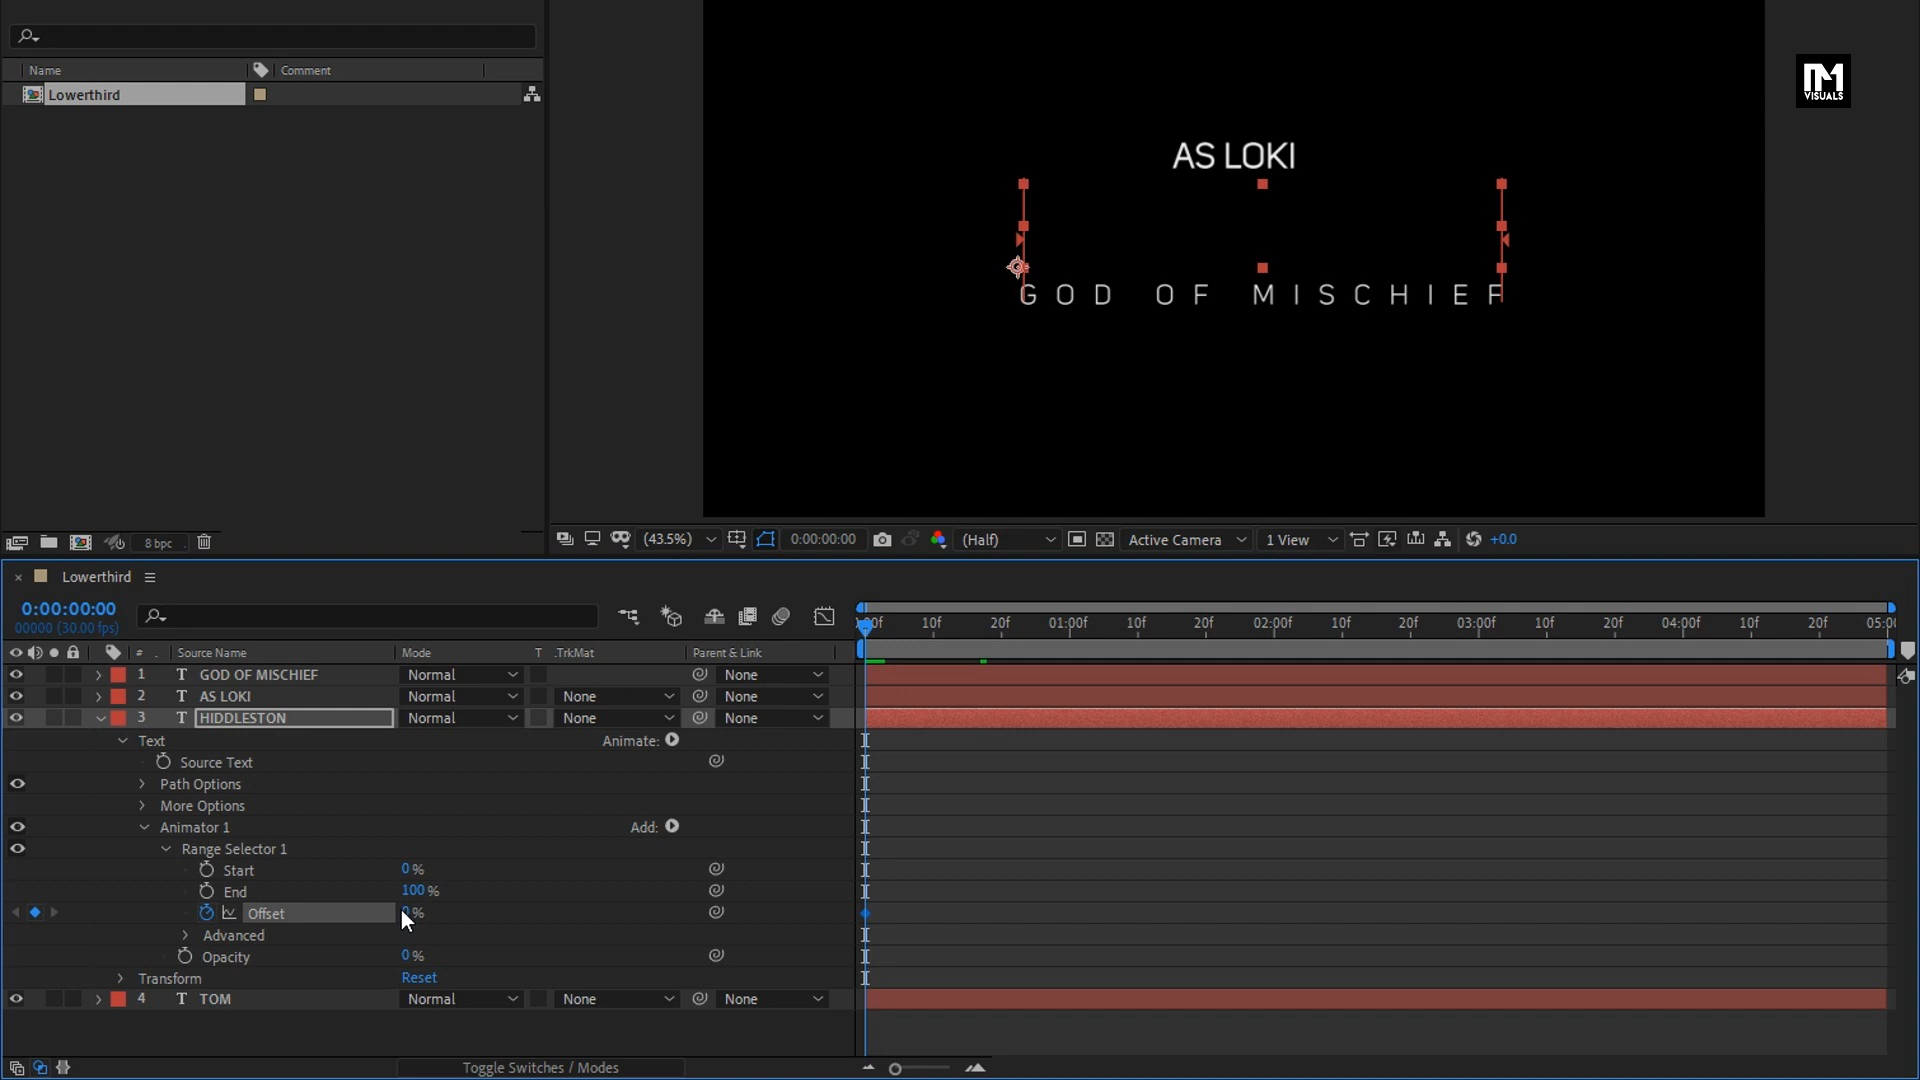 Name Comment
Lowerthird
M
VISUALS
AS LOKI
GOD OF MISCHIEF
8 bpc
(43.5%) 0:00:00:00 (Half) Active Camera 1 View +0.0
Lowerthird
0:00:00:00
00000 (30.00 fps)
:00f 10f 20f 01:00f 10f 20f 02:00f 10f 20f 03:00f 10f 20f 04:00f 10f 20f 05:00
# Source Name Mode T .TrkMat Parent & Link
1 T GOD OF MISCHIEF Normal None
2 T AS LOKI Normal None None
3 T HIDDLESTON Normal None None
Text Animate:
Source Text
Path Options
More Options
Animator 1 Add:
Range Selector 1
Start 0%
End 100%
Offset %
Advanced
Opacity 0%
Transform Reset
4 T TOM Normal None None
Toggle Switches / Modes